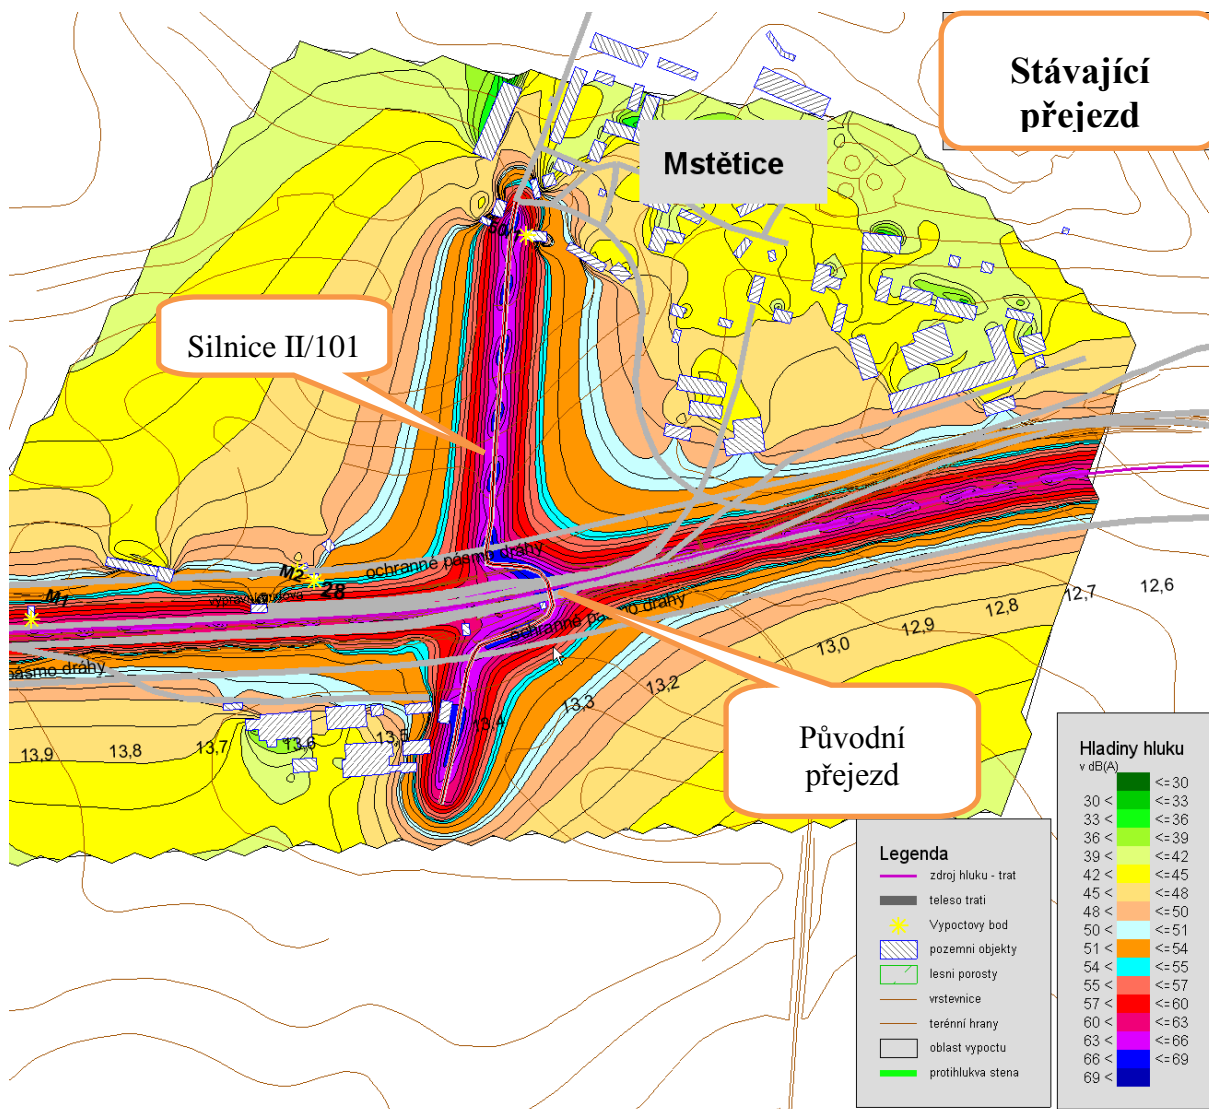 Stávající
přejezd
Mstětice
50/1
Silnice II/101
ochranné pásmo dráhy
M2
28
M1
ochranné pásmo dráhy
pásmo dráhy
12,6
12,7
12,8
12,9
13,0
13,2
13,3
13,4
13,5
13,6
13,7
13,8
13,9
Původní
přejezd
Legenda
zdroj hluku - trat
teleso trati
Vypoctovy bod
pozemni objekty
lesni porosty
vrstevnice
terénní hrany
oblast vypoctu
protihlukva stena
Hladiny hluku
v dB(A)
<=30
30 < <=33
33 < <=36
36 < <=39
39 < <=42
42 < <=45
45 < <=48
48 < <=50
50 < <=51
51 < <=54
54 < <=55
55 < <=57
57 < <=60
60 < <=63
63 < <=66
66 < <=69
69 <